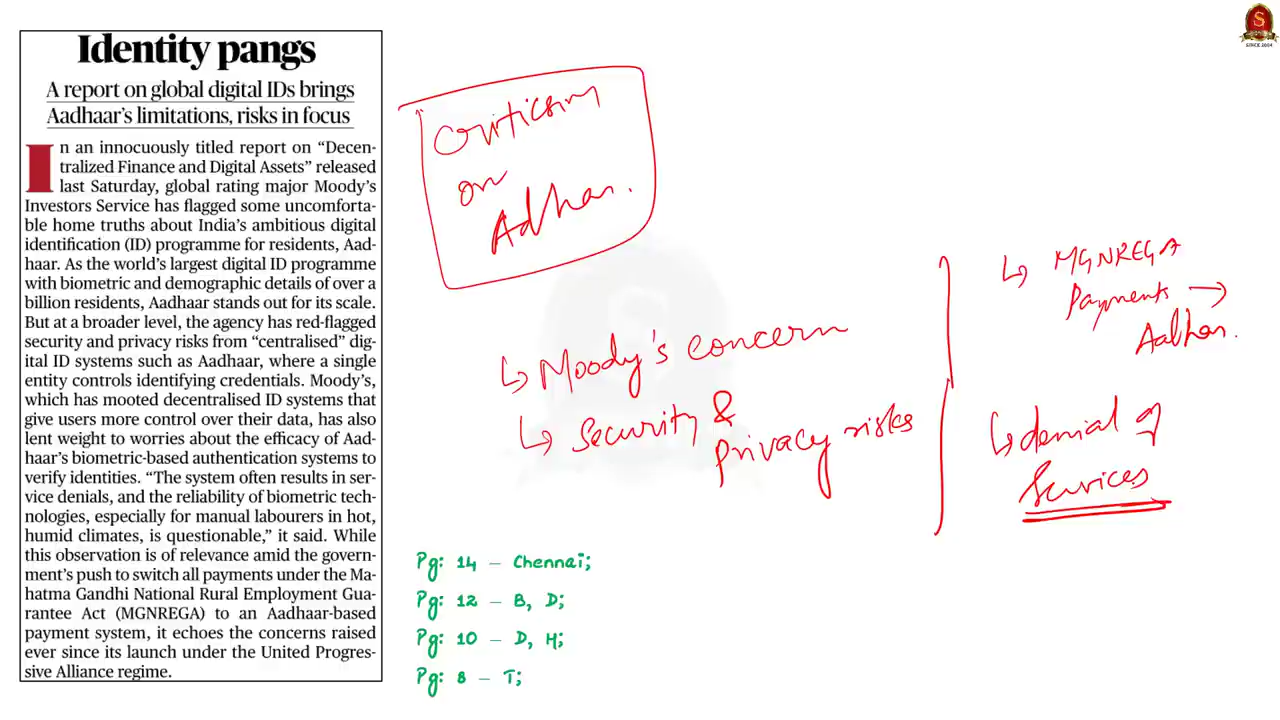 Identity pangs
A report on global digital IDs brings
Aadhaar's limitations, risks in focus
In an innocuously titled report on "Decen-
tralized Finance and Digital Assets" released
last Saturday, global rating major Moody's
Investors Service has flagged some uncomforta-
ble home truths about India's ambitious digital
identification (ID) programme for residents, Aad-
haar. As the world's largest digital ID programme
with biometric and demographic details of over a
billion residents, Aadhaar stands out for its scale.
But at a broader level, the agency has red-flagged
security and privacy risks from "centralised" dig-
ital ID systems such as Aadhaar, where a single
entity controls identifying credentials. Moody's,
which has mooted decentralised ID systems that
give users more control over their data, has also
lent weight to worries about the efficacy of Aad-
haar's biometric-based authentication systems to
verify identities. "The system often results in ser-
vice denials, and the reliability of biometric tech-
nologies, especially for manual labourers in hot,
humid climates, is questionable," it said. While
this observation is of relevance amid the govern-
ment's push to switch all payments under the Ma-
hatma Gandhi National Rural Employment Gua-
rantee Act (MGNREGA) to an Aadhaar-based
payment system, it echoes the concerns raised
ever since its launch under the United Progres-
sive Alliance regime.
Criticism
on
Adhar.
↳ Moody's concern
↳ Security &
privacy risks
↳ MGNREGA
Payments →
Aadhar.
↳ denial of
Services
Pg: 14 – Chennai;
Pg: 12 – B, D;
Pg: 10 – D, H;
Pg: 8 – T;
S
SINCE 2004